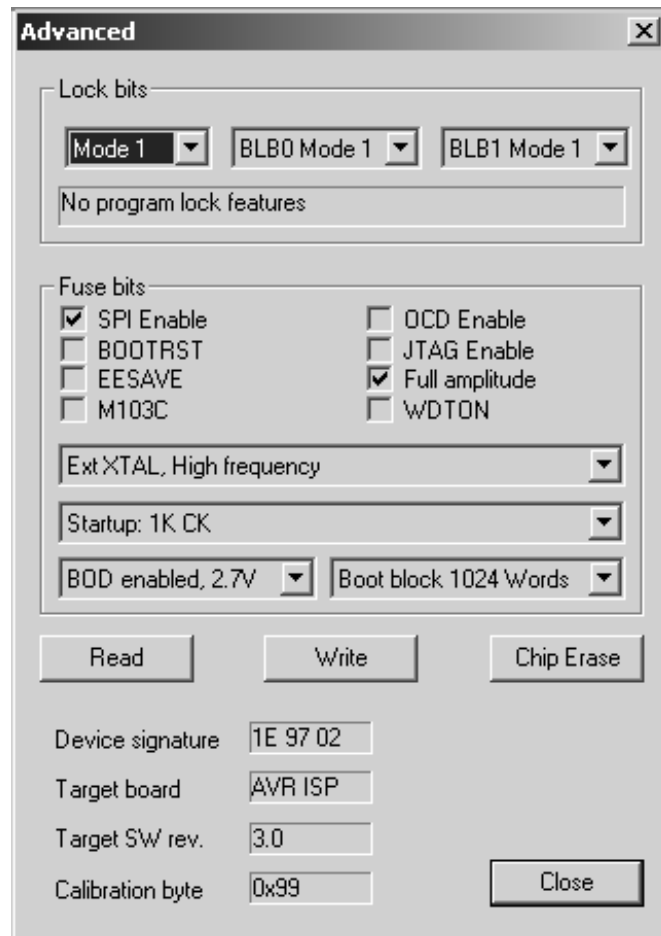 Advanced
Lock bits
Mode 1 BLB0 Mode 1 BLB1 Mode 1
No program lock features
Fuse bits
SPI Enable OCD Enable
BOOTRST JTAG Enable
EESAVE Full amplitude
M103C WDTON
Ext XTAL, High frequency
Startup: 1K CK
BOD enabled, 2.7V Boot block 1024 Words
Read Write Chip Erase
Device signature 1E 97 02
Target board AVR ISP
Target SW rev. 3.0
Calibration byte 0x99 Close